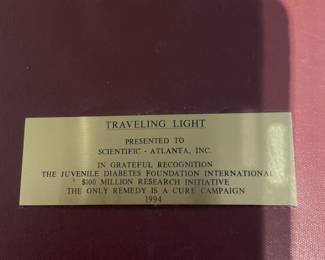 TRAVELING LIGHT
PRESENTED TO
SCIENTIFIC - ATLANTA, INC.
IN GRATEFUL RECOGNITION
THE JUVENILE DIABETES FOUNDATION INTERNATIONAL
$100 MILLION RESEARCH INITIATIVE
THE ONLY REMEDY IS A CURE CAMPAIGN
1994